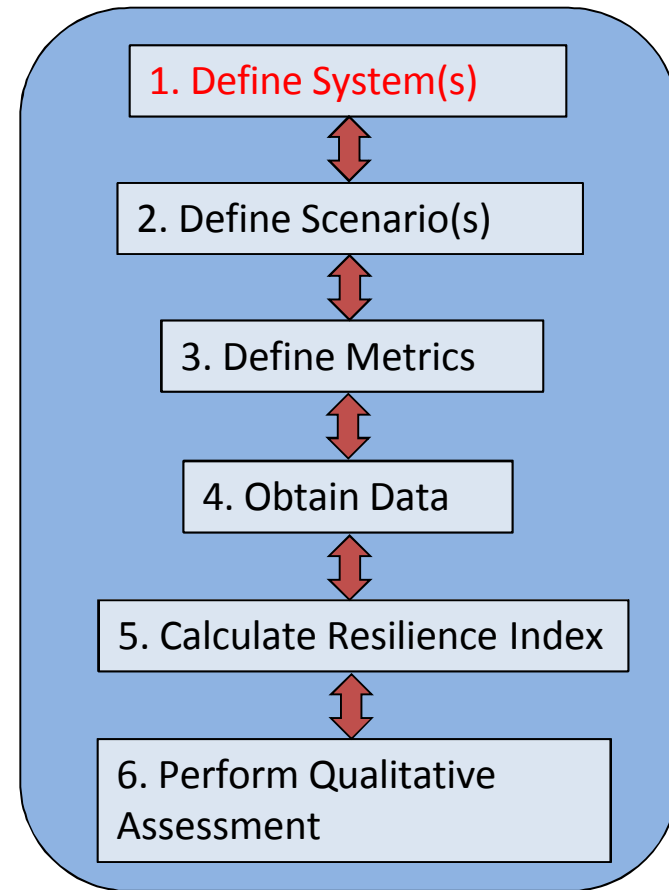 1. Define System(s)
2. Define Scenario(s)
3. Define Metrics
4. Obtain Data
5. Calculate Resilience Index
6. Perform Qualitative
Assessment